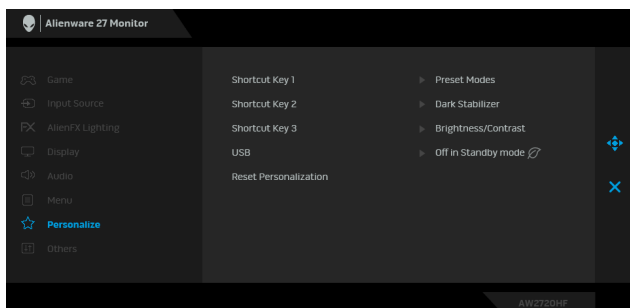 Alienware 27 Monitor
Game
Input Source
FX AlienFX Lighting
Display
Audio
Menu
Personalize
Others
Shortcut Key 1 Preset Modes
Shortcut Key 2 Dark Stabilizer
Shortcut Key 3 Brightness/Contrast
USB Off in Standby mode
Reset Personalization
AW2720HF